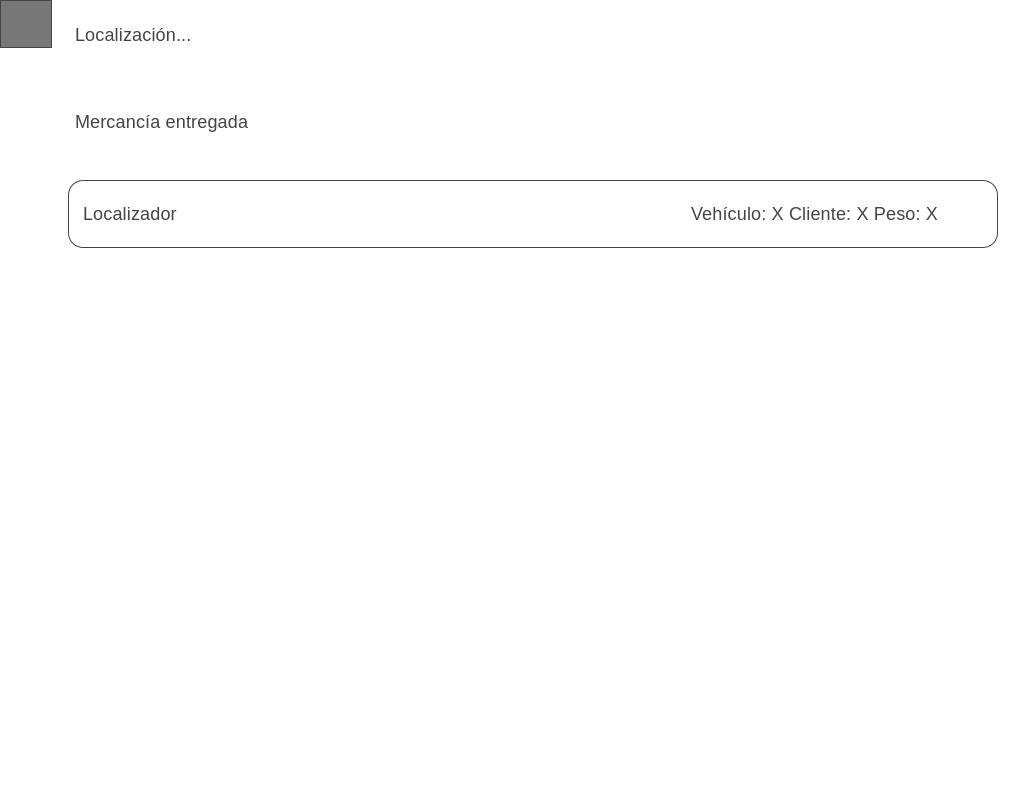 Localización...
Mercancía entregada
Localizador Vehículo: X Cliente: X Peso: X